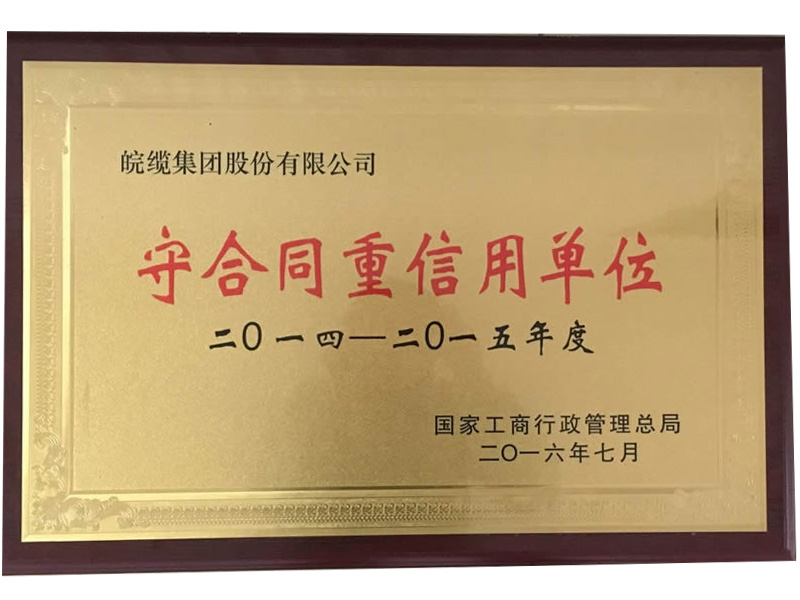 皖缆集团股份有限公司
守合同重信用单位
二〇一四—二〇一五年度
国家工商行政管理总局
二〇一六年七月